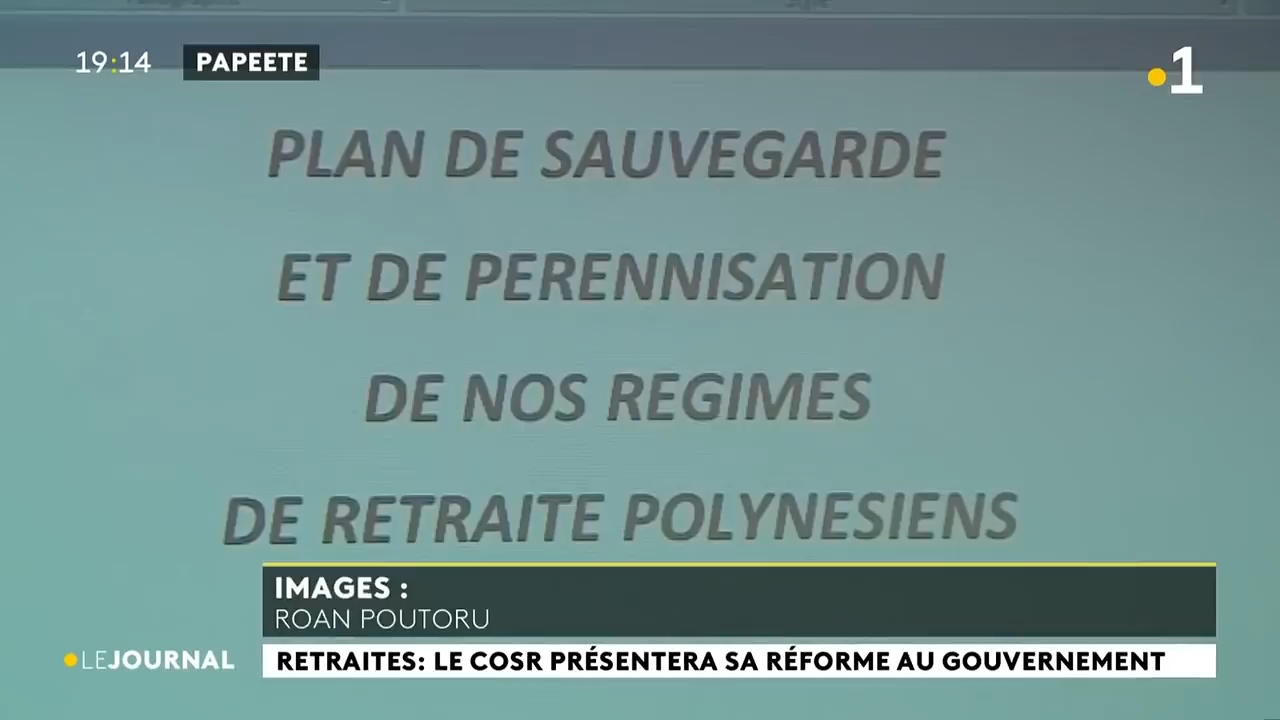 19:14 PAPEETE
1
PLAN DE SAUVEGARDE
ET DE PERENNISATION
DE NOS REGIMES
DE RETRAITE POLYNESIENS
IMAGES :
ROAN POUTORU
LEJOURNAL
RETRAITES: LE COSR PRÉSENTERA SA RÉFORME AU GOUVERNEMENT